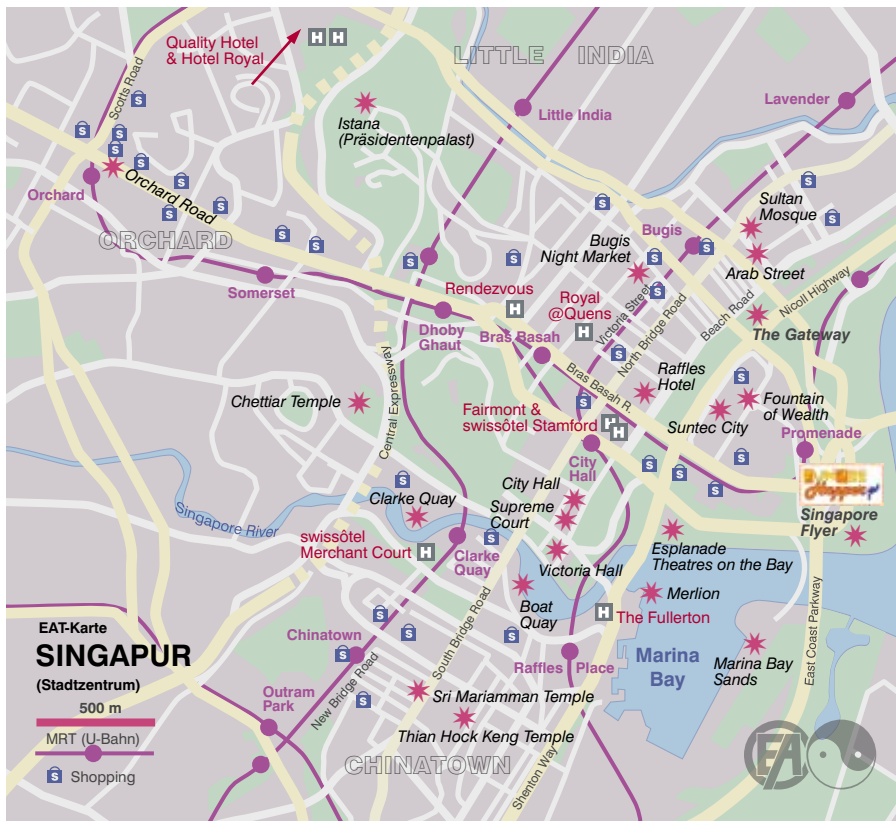 Quality Hotel
& Hotel Royal
H H
LITTLE INDIA
Scotts Road
Lavender
Little India
Istana
(Präsidentenpalast)
Orchard
Orchard Road
ORCHARD
Sultan
Mosque
Bugis
Bugis
Night Market
Arab Street
Somerset
Rendezvous
H
Royal
@Quens
H
Victoria Street
North Bridge Road
Beach Road
Nicoll Highway
Dhoby
Ghaut
Bras Basah
The Gateway
Central Expressway
Bras Basah R.
Raffles
Hotel
Chettiar Temple
Fountain
of Wealth
Suntec City
Fairmont &
swissôtel Stamford
H
H
Promenade
City
Hall
City Hall
Clarke Quay
Supreme
Court
Singapore River
Singapore
Flyer
swissôtel
Merchant Court
H
Clarke
Quay
Victoria Hall
Esplanade
Theatres on the Bay
Boat
Quay
Merlion
H
The Fullerton
South Bridge Road
East Coast Parkway
EAT-Karte
SINGAPUR
(Stadtzentrum)
500 m
MRT (U-Bahn)
S Shopping
Chinatown
New Bridge Road
Raffles Place
Marina
Bay
Marina Bay
Sands
Outram
Park
Sri Mariamman Temple
Thian Hock Keng Temple
CHINATOWN
Shenton Way
EA